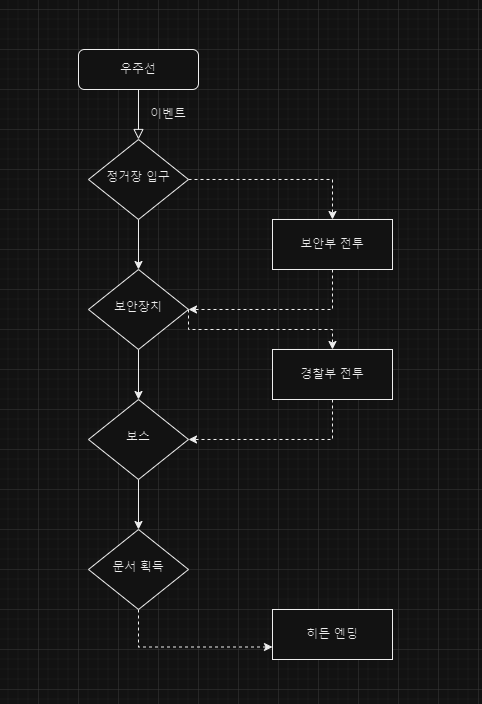 우주선
이벤트
정거장 입구
보안부 전투
보안장치
경찰부 전투
보스
문서 획득
히든 엔딩